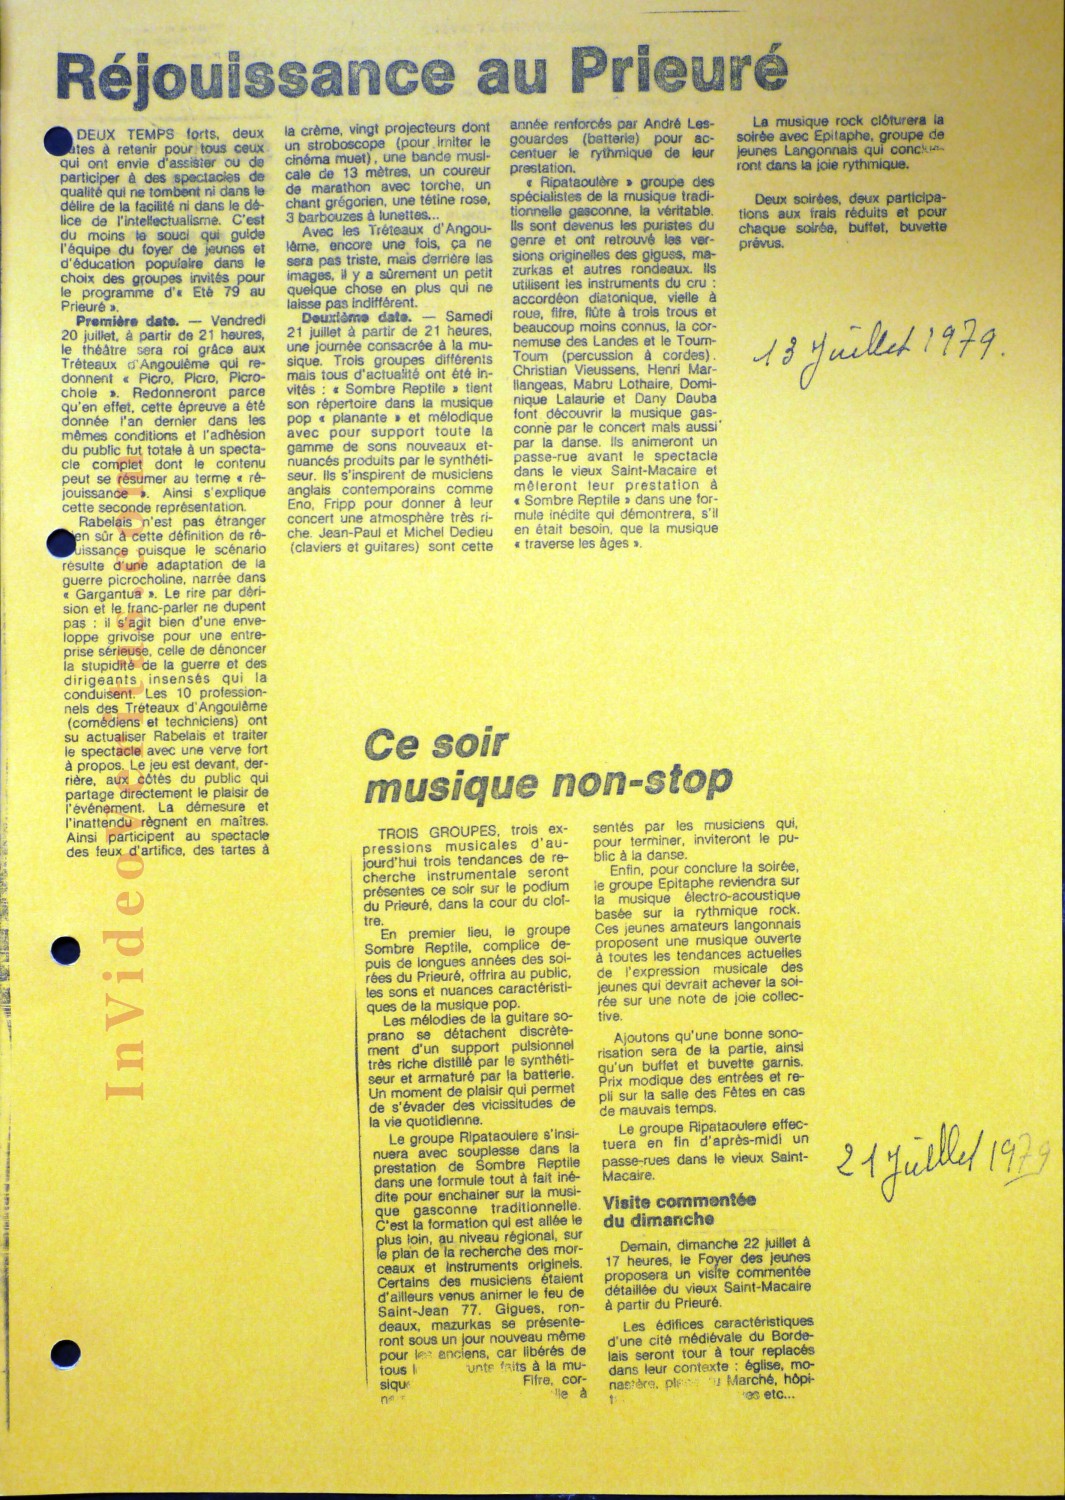 Réjouissance au Prieuré
DEUX TEMPS forts, deux
dates à retenir pour tous ceux
qui ont envie d'assister ou de
participer à des spectacles de
qualité qui ne tombent ni dans le
délire de la facilité ni dans le dé-
lice de l'intellectualisme. C'est
du moins le souci qui guide
l'équipe du foyer de jeunes et
d'éducation populaire dans le
choix des groupes invités pour
le programme d'« Eté 79 au
Prieuré ».
Première date. — Vendredi
20 juillet, à partir de 21 heures,
le théâtre sera roi grâce aux
Tréteaux d'Angoulême qui re-
donnent « Picro, Picro, Picro-
chole ». Redonneront parce
qu'en effet, cette épreuve a été
donnée l'an dernier dans les
mêmes conditions et l'adhésion
du public fut totale à un specta-
cle complet dont le contenu
peut se résumer au terme « ré-
jouissance ». Ainsi s'explique
cette seconde représentation.
Rabelais n'est pas étranger
bien sûr à cette définition de ré-
jouissance puisque le scénario
résulte d'une adaptation de la
guerre picrocholine, narrée dans
« Gargantua ». Le rire par déri-
sion et le franc-parler ne dupent
pas : il s'agit bien d'une enve-
loppe grivoise pour une entre-
prise sérieuse, celle de dénoncer
la stupidité de la guerre et des
dirigeants insensés qui la
conduisent. Les 10 profession-
nels des Tréteaux d'Angoulême
(comédiens et techniciens) ont
su actualiser Rabelais et traiter
le spectacle avec une verve fort
à propos. Le jeu est devant, der-
rière, aux côtés du public qui
partage directement le plaisir de
l'événement. La démesure et
l'inattendu règnent en maîtres.
Ainsi participent au spectacle
des feux d'artifice, des tartes à
la crème, vingt projecteurs dont
un stroboscope (pour imiter le
cinéma muet), une bande musi-
cale de 13 mètres, un coureur
de marathon avec torche, un
chant grégorien, une tétine rose,
3 barbouzes à lunettes...
Avec les Tréteaux d'Angou-
lême, encore une fois, ça ne
sera pas triste, mais derrière les
images, il y a sûrement un petit
quelque chose en plus qui ne
laisse pas indifférent.
Deuxième date. — Samedi
21 juillet à partir de 21 heures,
une journée consacrée à la mu-
sique. Trois groupes différents
mais tous d'actualité ont été in-
vités : « Sombre Reptile » tient
son répertoire dans la musique
pop « planante » et mélodique
avec pour support toute la
gamme de sons nouveaux et
nuancés produits par le synthéti-
seur. Ils s'inspirent de musiciens
anglais contemporains comme
Eno, Fripp pour donner à leur
concert une atmosphère très ri-
che. Jean-Paul et Michel Dedieu
(claviers et guitares) sont cette
année renforcés par André Les-
gouardes (batterie) pour ac-
centuer le rythmique de leur
prestation.
« Ripataoulère » groupe des
spécialistes de la musique tradi-
tionnelle gasconne, la véritable.
Ils sont devenus les puristes du
genre et ont retrouvé les ver-
sions originelles des gigues, ma-
zurkas et autres rondeaux. Ils
utilisent les instruments du cru :
accordéon diatonique, vielle à
roue, fifre, flûte à trois trous et
beaucoup moins connus, la cor-
nemuse des Landes et le Toum-
Toum (percussion à cordes).
Christian Vieussens, Henri Mar-
liangeas, Mabru Lothaire, Domi-
nique Lalaurie et Dany Dauba
font découvrir la musique gas-
conne par le concert mais aussi
par la danse. Ils animeront un
passe-rue avant le spectacle
dans le vieux Saint-Macaire et
mêleront leur prestation à
« Sombre Reptile » dans une for-
mule inédite qui démontrera, s'il
en était besoin, que la musique
« traverse les âges ».
La musique rock clôturera la
soirée avec Epitaphe, groupe de
jeunes Langonnais qui conclu-
ront dans la joie rythmique.
Deux soirées, deux participa-
tions aux frais réduits et pour
chaque soirée, buffet, buvette
prévus.
13 Juillet 1979.
Ce soir
musique non-stop
TROIS GROUPES, trois ex-
pressions musicales d'au-
jourd'hui trois tendances de re-
cherche instrumentale seront
présentes ce soir sur le podium
du Prieuré, dans la cour du cloî-
tre.
En premier lieu, le groupe
Sombre Reptile, complice de-
puis de longues années des soi-
rées du Prieuré, offrira au public,
les sons et nuances caractéristi-
ques de la musique pop.
Les mélodies de la guitare so-
prano se détachent discrète-
ment d'un support pulsionnel
très riche distillé par le synthéti-
seur et armaturé par la batterie.
Un moment de plaisir qui permet
de s'évader des vicissitudes de
la vie quotidienne.
Le groupe Ripataoulere s'insi-
nuera avec souplesse dans la
prestation de Sombre Reptile
dans une formule tout à fait iné-
dite pour enchainer sur la musi-
que gasconne traditionnelle.
C'est la formation qui est allée le
plus loin, au niveau régional, sur
le plan de la recherche des mor-
ceaux et instruments originels.
Certains des musiciens étaient
d'ailleurs venus animer le feu de
Saint-Jean 77. Gigues, ron-
deaux, mazurkas se présente-
ront sous un jour nouveau même
pour les anciens, car libérés de
tous faits à la mu-
sique Fifre, cor-
à
sentés par les musiciens qui,
pour terminer, inviteront le pu-
blic à la danse.
Enfin, pour conclure la soirée,
le groupe Epitaphe reviendra sur
la musique électro-acoustique
basée sur la rythmique rock.
Ces jeunes amateurs langonnais
proposent une musique ouverte
à toutes les tendances actuelles
de l'expression musicale des
jeunes qui devrait achever la soi-
rée sur une note de joie collec-
tive.
Ajoutons qu'une bonne sono-
risation sera de la partie, ainsi
qu'un buffet et buvette garnis.
Prix modique des entrées et re-
pli sur la salle des Fêtes en cas
de mauvais temps.
Le groupe Ripataoulere effec-
tuera en fin d'après-midi un
passe-rues dans le vieux Saint-
Macaire.
Visite commentée
du dimanche
Demain, dimanche 22 juillet à
17 heures, le Foyer des jeunes
proposera un visite commentée
détaillée du vieux Saint-Macaire
à partir du Prieuré.
Les édifices caractéristiques
d'une cité médiévale du Borde-
lais seront tour à tour replacés
dans leur contexte : église, mo-
nastère, place du Marché, hôpi-
etc...
21 Juillet 1979
InVideoVeritas.com